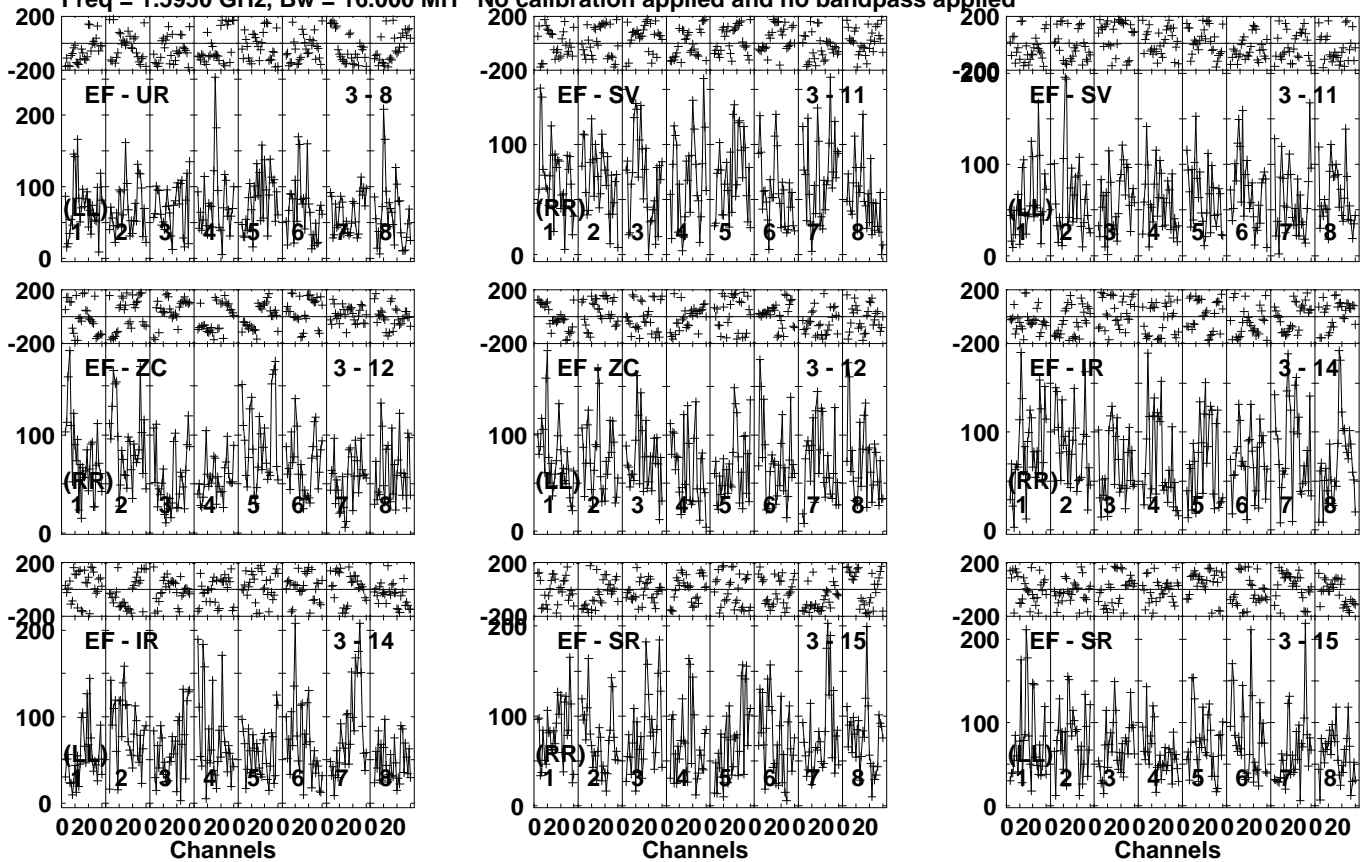 Freq = 1.5950 GHz, Bw = 16.000 MH No calibration applied and no bandpass applied
200 200 200
-200 -200 -200
200
EF - UR 3 - 8 EF - SV 3 - 11 EF - SV 3 - 11
200
100 100 100
(LL) (RR) (LL)
1 2 3 4 5 6 7 8 1 2 3 4 5 6 7 8 1 2 3 4 5 6 7 8
0 0 0
200 200 200
-200 -200 -200
EF - ZC 3 - 12 EF - ZC 3 - 12 EF - IR 3 - 14
100 100 100
(RR) (LL) (RR)
1 2 3 4 5 6 7 8 1 2 3 4 5 6 7 8 1 2 3 4 5 6 7 8
0 0 0
200 200 200
-200 -200 -200
200 200 200
EF - IR 3 - 14 EF - SR 3 - 15 EF - SR 3 - 15
100 100 100
(LL) (RR) (LL)
1 2 3 4 5 6 7 8 1 2 3 4 5 6 7 8 1 2 3 4 5 6 7 8
0 0 0
0 20 0 20 0 20 0 20 0 20 0 20 0 20 0 20 0 20 0 20 0 20 0 20 0 20 0 20 0 20 0 20 0 20 0 20 0 20 0 20 0 20 0 20 0 20 0 20
Channels Channels Channels